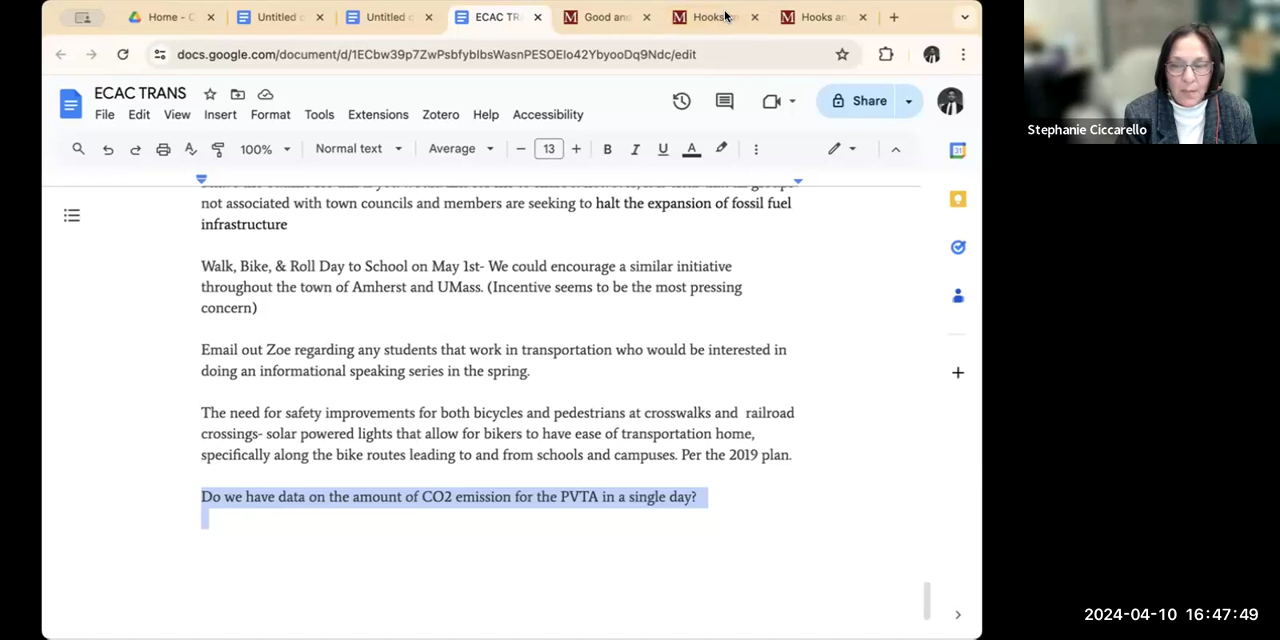 Home - C
Untitled
Untitled
ECAC TR
Good an
Hooks
Hooks an
docs.google.com/document/d/1ECbw39p7ZwPsbfyblbsWasnPESOElo42YbyooDq9Ndc/edit
ECAC TRANS
Share
File Edit View Insert Format Tools Extensions Zotero Help Accessibility
100% Normal text Average 13 B I U A
not associated with town councils and members are seeking to halt the expansion of fossil fuel
infrastructure
Walk, Bike, & Roll Day to School on May 1st- We could encourage a similar initiative
throughout the town of Amherst and UMass. (Incentive seems to be the most pressing
concern)
Email out Zoe regarding any students that work in transportation who would be interested in
doing an informational speaking series in the spring.
The need for safety improvements for both bicycles and pedestrians at crosswalks and railroad
crossings- solar powered lights that allow for bikers to have ease of transportation home,
specifically along the bike routes leading to and from schools and campuses. Per the 2019 plan.
Do we have data on the amount of CO2 emission for the PVTA in a single day?
Stephanie Ciccarello
2024-04-10 16:47:49